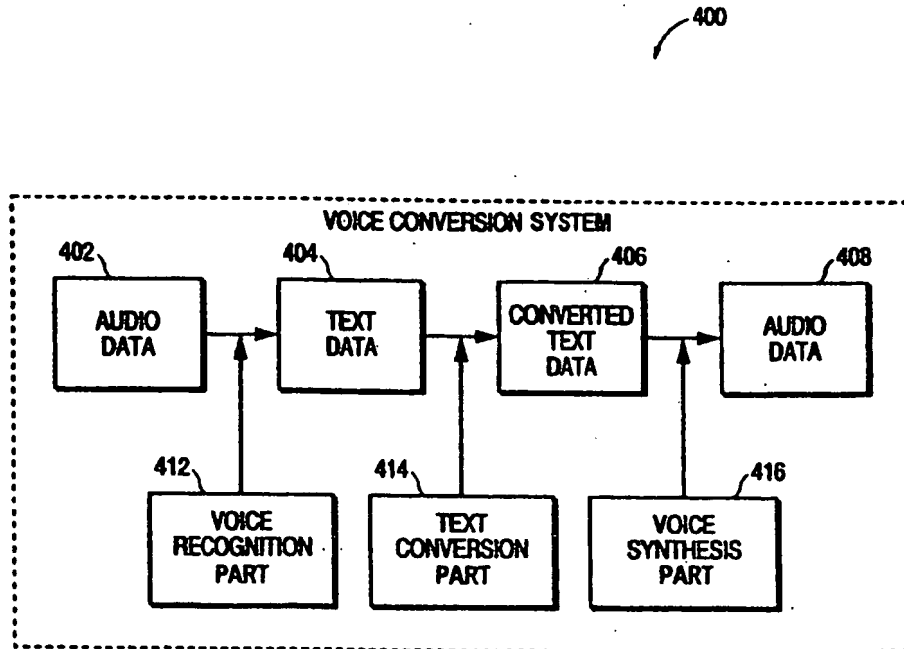 400
VOICE CONVERSION SYSTEM
402
404
406
408
AUDIO
DATA
TEXT
DATA
CONVERTED
TEXT
DATA
AUDIO
DATA
412
414
416
VOICE
RECOGNITION
PART
TEXT
CONVERSION
PART
VOICE
SYNTHESIS
PART